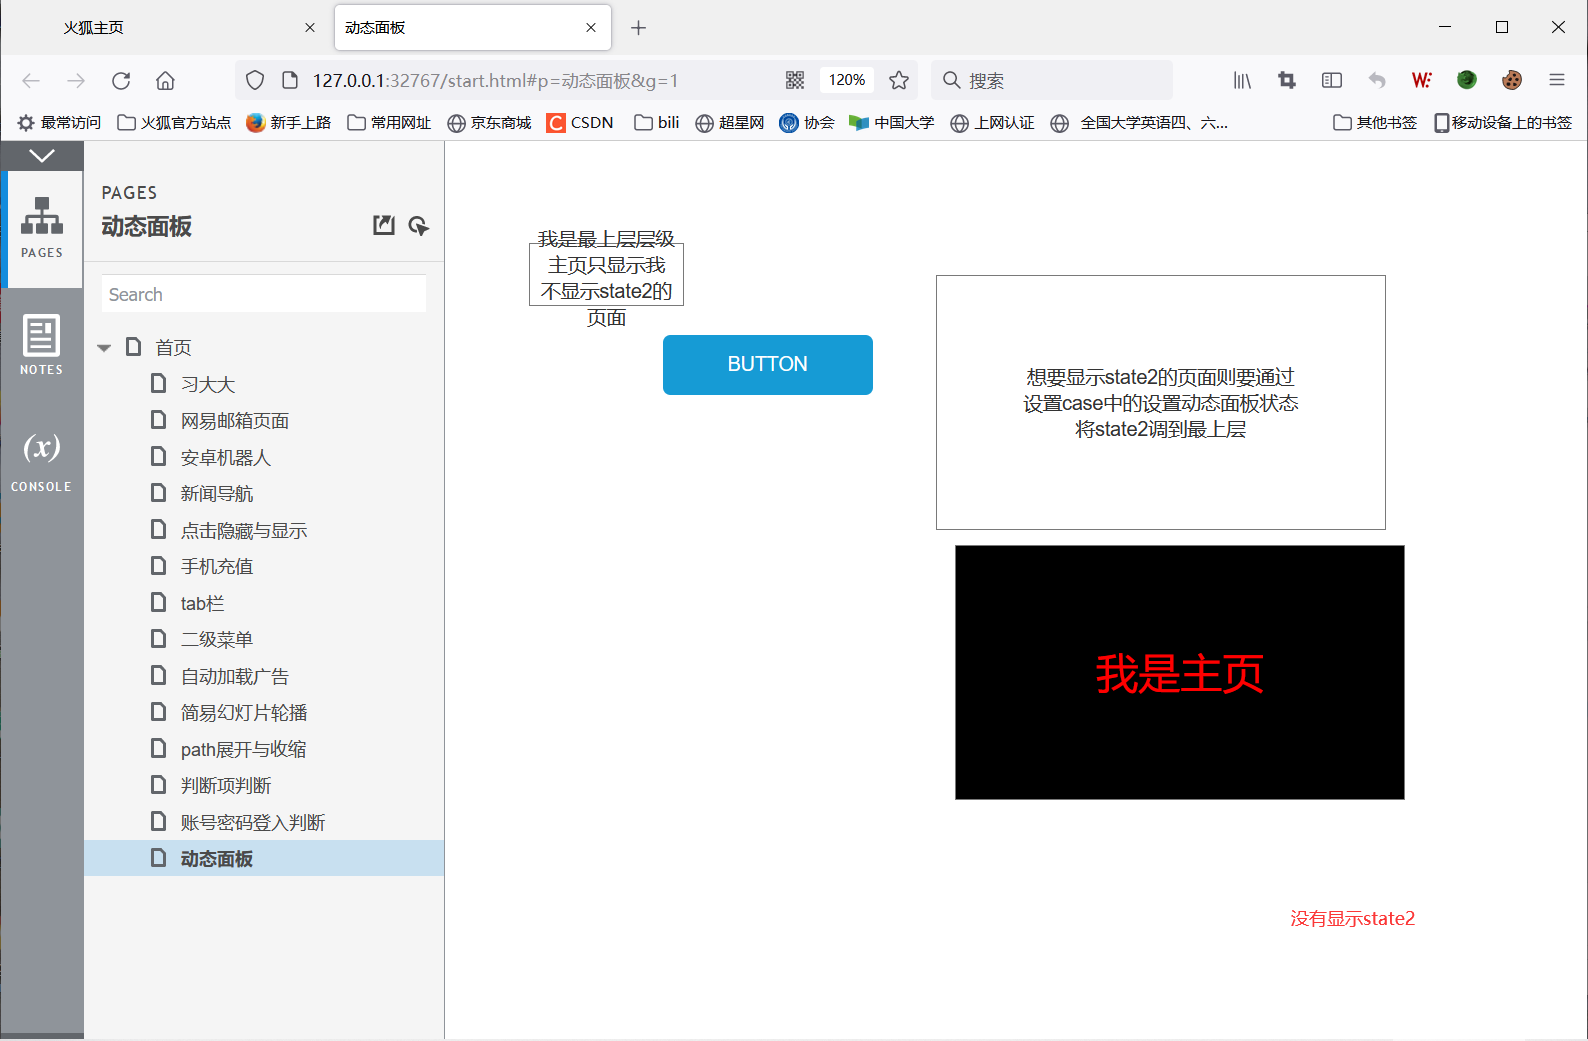 火狐主页
动态面板
127.0.0.1:32767/start.html#p=动态面板&g=1
120%
搜索
最常访问
火狐官方站点
新手上路
常用网址
京东商城
CSDN
bili
超星网
协会
中国大学
上网认证
全国大学英语四、六...
其他书签
移动设备上的书签
PAGES
NOTES
(x)
CONSOLE
PAGES
动态面板
Search
首页
习大大
网易邮箱页面
安卓机器人
新闻导航
点击隐藏与显示
手机充值
tab栏
二级菜单
自动加载广告
简易幻灯片轮播
path展开与收缩
判断项判断
账号密码登入判断
动态面板
我是最上层层级
主页只显示我
不显示state2的
页面
BUTTON
想要显示state2的页面则要通过
设置case中的设置动态面板状态
将state2调到最上层
我是主页
没有显示state2